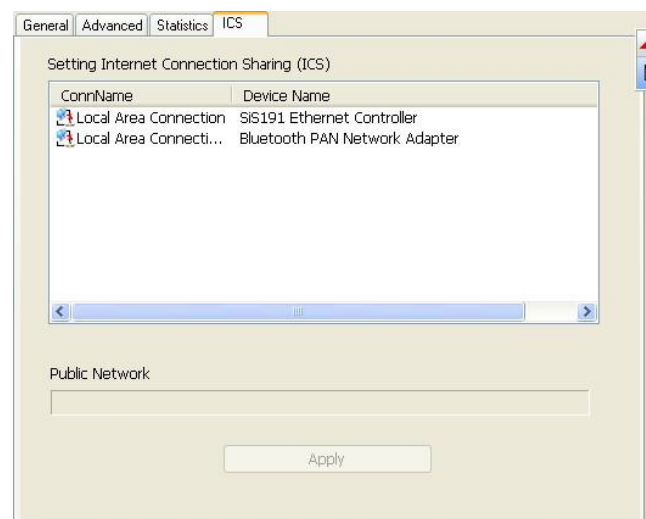 General Advanced Statistics ICS
Setting Internet Connection Sharing (ICS)
ConnName Device Name
Local Area Connection SiS191 Ethernet Controller
Local Area Connecti... Bluetooth PAN Network Adapter
Public Network
Apply